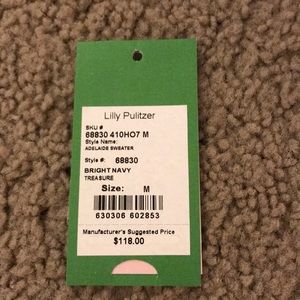 Lilly Pulitzer
SKU #
68830 410HO7 M
Style Name:
ADELAIDE SWEATER
Style #: 68830
BRIGHT NAVY
TREASURE
Size: M
630306 602853
Manufacturer's Suggested Price
$118.00